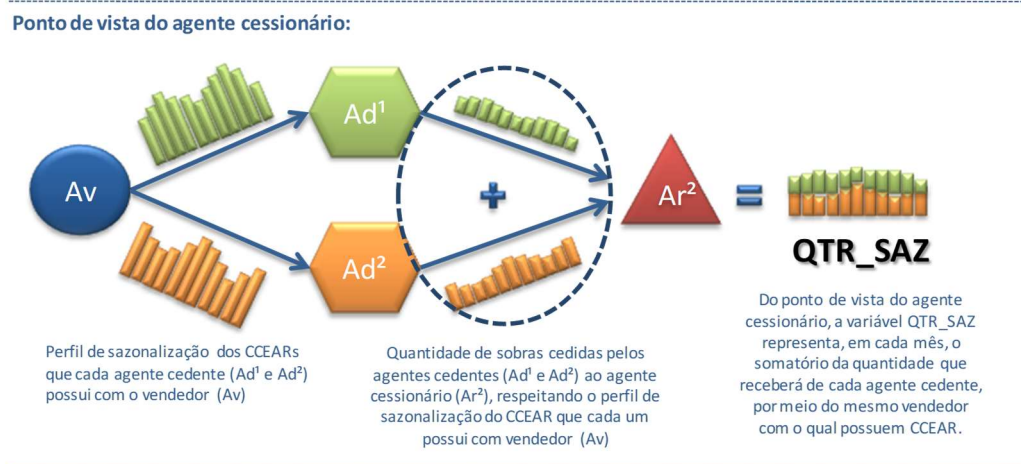 Ponto de vista do agente cessionário:
Av
Ad¹
Ad²
Ar²
QTR_SAZ
Perfil de sazonalização dos CCEARs
que cada agente cedente (Ad¹ e Ad²)
possui com o vendedor (Av)
Quantidade de sobras cedidas pelos
agentes cedentes (Ad¹ e Ad²) ao agente
cessionário (Ar²), respeitando o perfil de
sazonalização do CCEAR que cada um
possui com vendedor (Av)
Do ponto de vista do agente
cessionário, a variável QTR_SAZ
representa, em cada mês, o
somatório da quantidade que
receberá de cada agente cedente,
por meio do mesmo vendedor
com o qual possuem CCEAR.